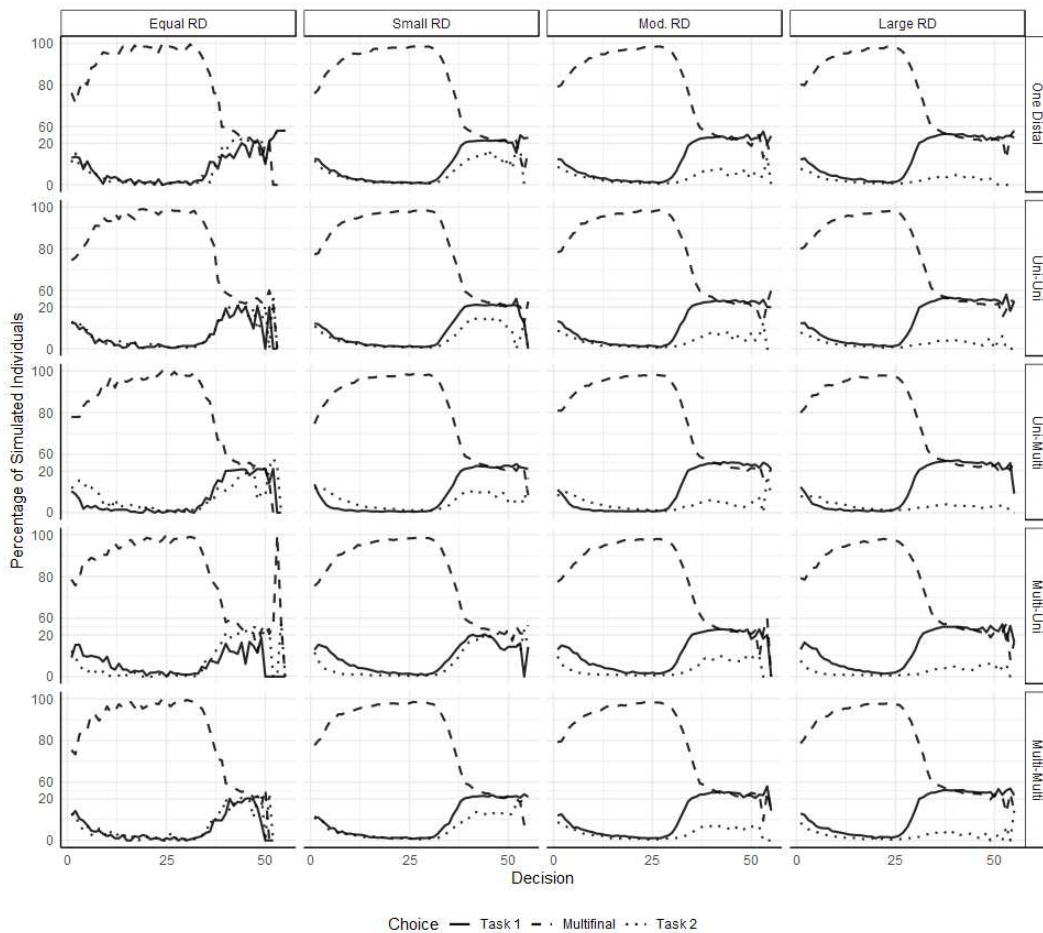 Equal RD Small RD Mod. RD Large RD
100
80
60
20
0
One Distal
100
80
60
20
0
Uni-Uni
100
80
60
20
0
Uni-Multi
100
80
60
20
0
Multi-Uni
100
80
60
20
0
Multi-Multi
Percentage of Simulated Individuals
0 25 50 0 25 50 0 25 50 0 25 50
Decision
Choice Task 1 Multifinal Task 2